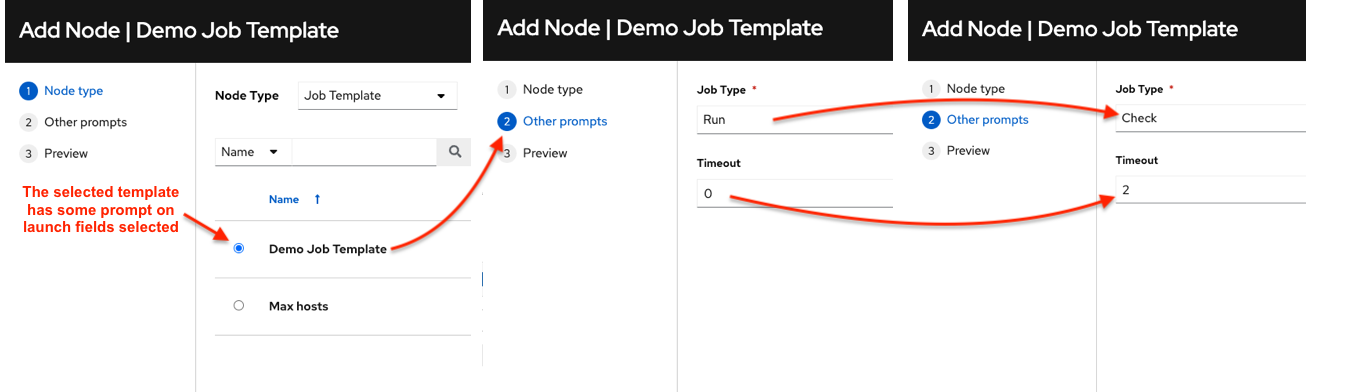 Add Node | Demo Job Template
1 Node type
2 Other prompts
3 Preview
The selected template
has some prompt on
launch fields selected
Node Type Job Template
Name
Name
Demo Job Template
Max hosts
Add Node | Demo Job Template
1 Node type
2 Other prompts
3 Preview
Job Type *
Run
Timeout
0
Add Node | Demo Job Template
1 Node type
2 Other prompts
3 Preview
Job Type *
Check
Timeout
2